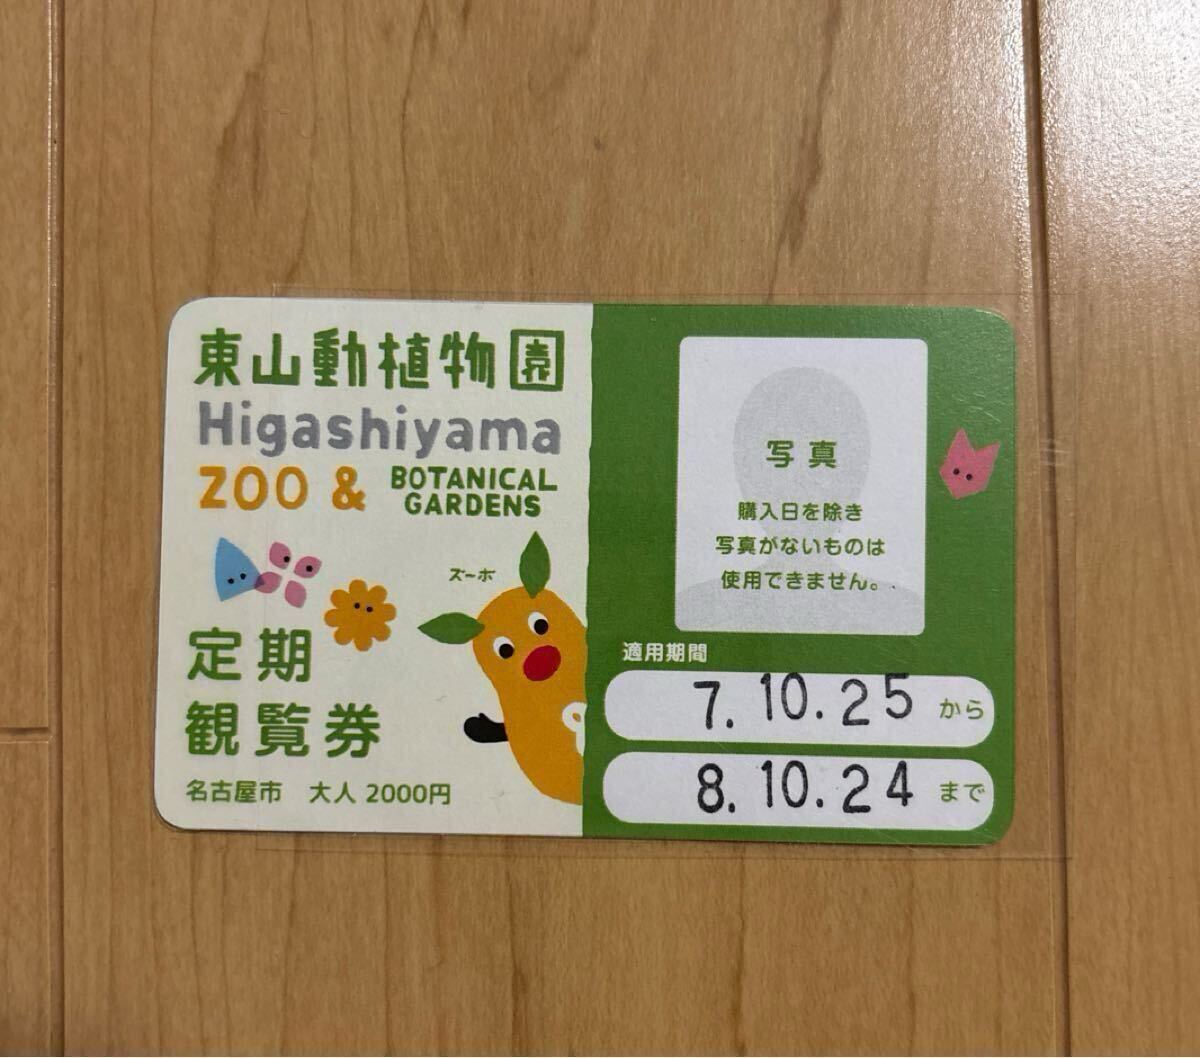 東山動植物園
Higashiyama
ZOO & BOTANICAL
GARDENS
ズーボ
定期
観覧券
名古屋市 大人 2000円
写真
購入日を除き
写真がないものは
使用できません。
適用期間
7.10.25 から
8.10.24 まで